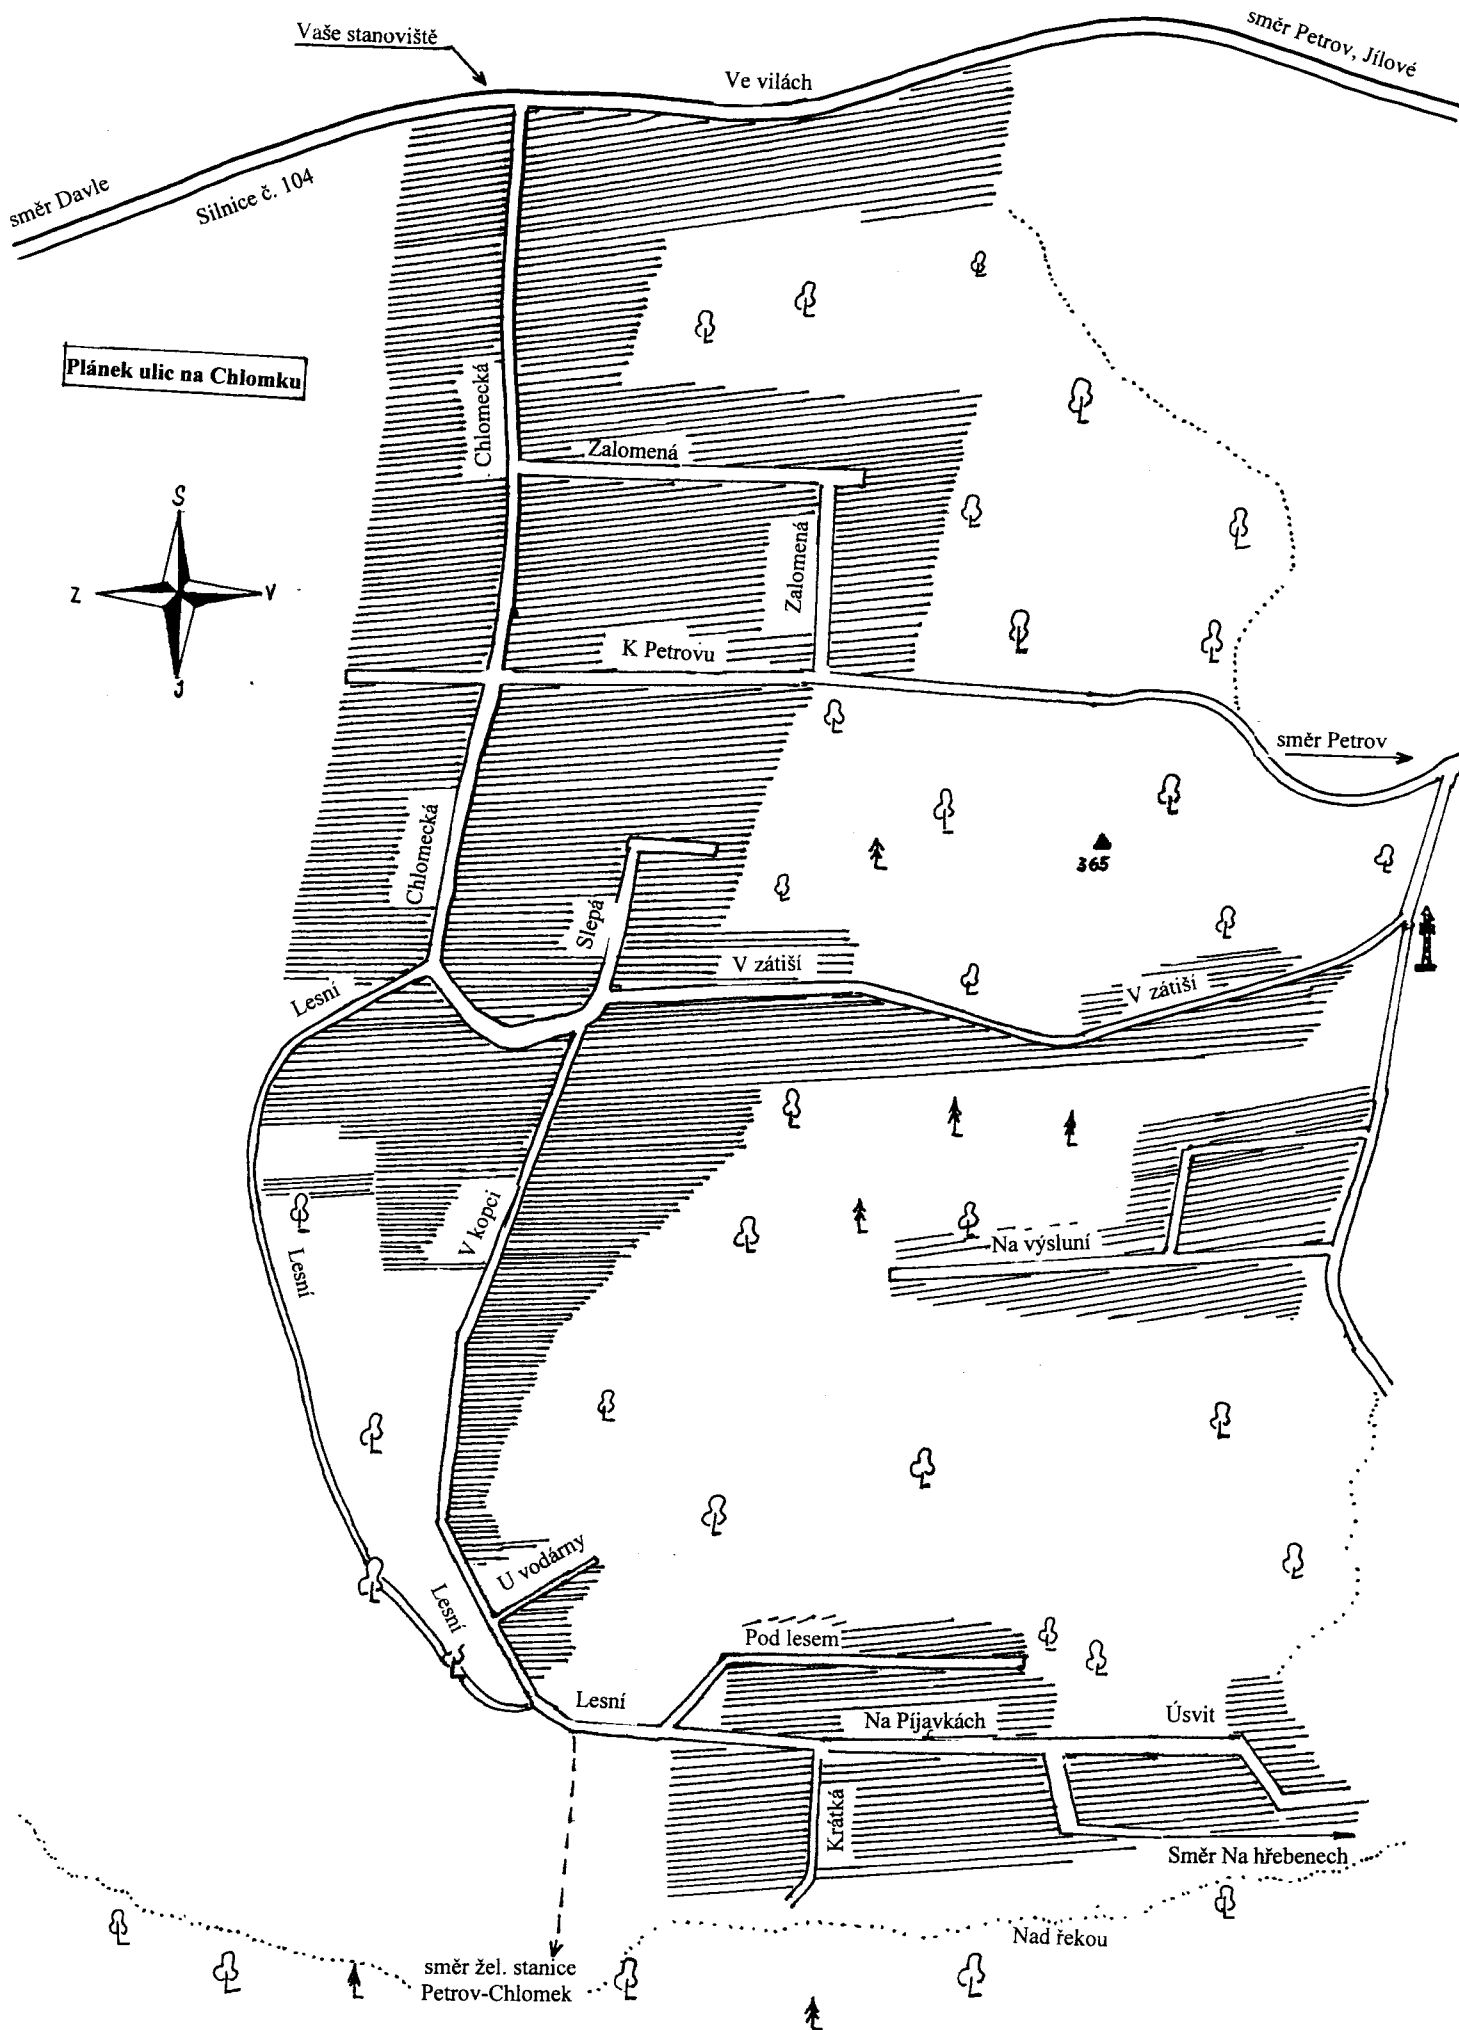 Vaše stanoviště
Ve vilách
směr Petrov, Jílové
směr Davle
Silnice č. 104
Plánek ulic na Chlomku
Chlomecká
Zalomená
S
Z
V
J
Zalomená
K Petrovu
směr Petrov
Chlomecká
365
Slepá
V zátiší
V zátiší
Lesní
V kopci
Na výsluní
Lesní
U vodárny
Lesní
Pod lesem
Lesní
Na Píjavkách
Úsvit
Krátká
Směr Na hřebenech
Nad řekou
směr žel. stanice
Petrov-Chlomek